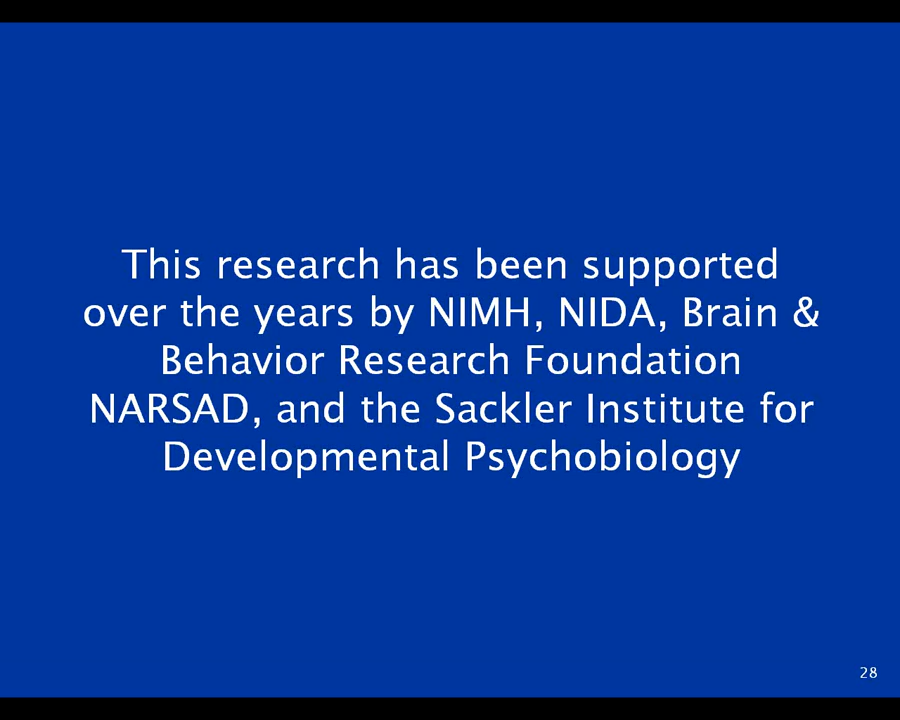 This research has been supported
over the years by NIMH, NIDA, Brain &
Behavior Research Foundation
NARSAD, and the Sackler Institute for
Developmental Psychobiology
28